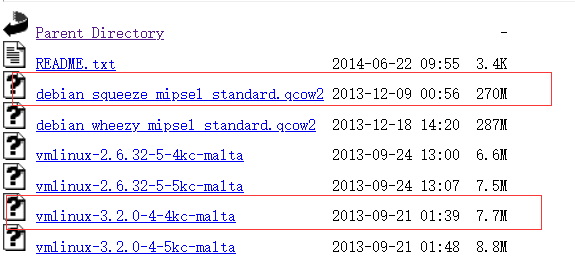 Parent Directory -
README.txt 2014-06-22 09:55 3.4K
debian_squeeze_mipsel_standard.qcow2 2013-12-09 00:56 270M
debian_wheezy_mipsel_standard.qcow2 2013-12-18 14:20 287M
vmlinux-2.6.32-5-4kc-malta 2013-09-24 13:00 6.6M
vmlinux-2.6.32-5-5kc-malta 2013-09-24 13:07 7.5M
vmlinux-3.2.0-4-4kc-malta 2013-09-21 01:39 7.7M
vmlinux-3.2.0-4-5kc-malta 2013-09-21 01:48 8.8M